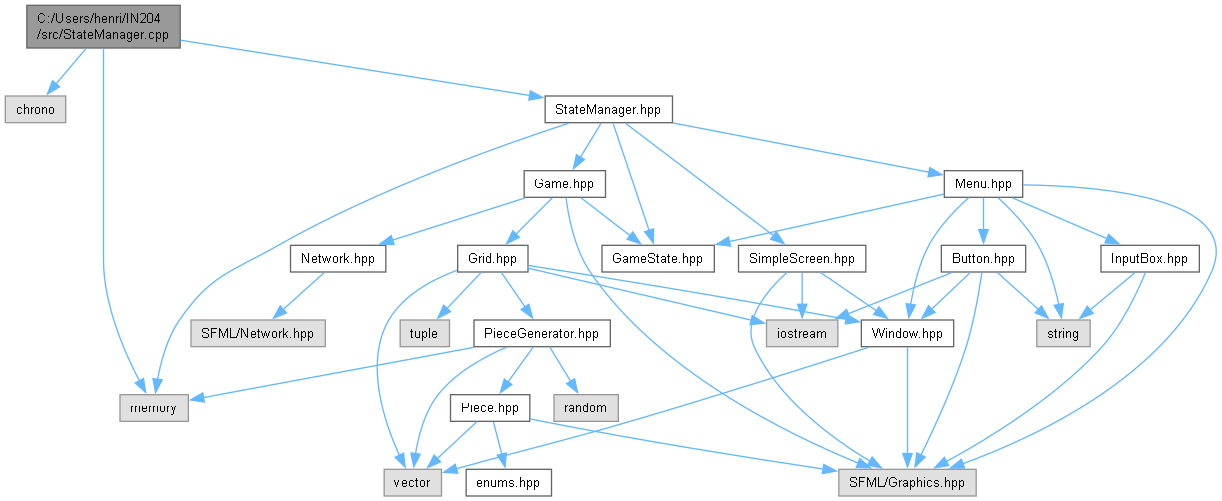 C:/Users/henri/IN204
/src/StateManager.cpp
chrono
StateManager.hpp
Game.hpp
Menu.hpp
Network.hpp
Grid.hpp
GameState.hpp
SimpleScreen.hpp
Button.hpp
InputBox.hpp
SFML/Network.hpp
tuple
PieceGenerator.hpp
iostream
Window.hpp
string
memory
Piece.hpp
random
vector
enums.hpp
SFML/Graphics.hpp